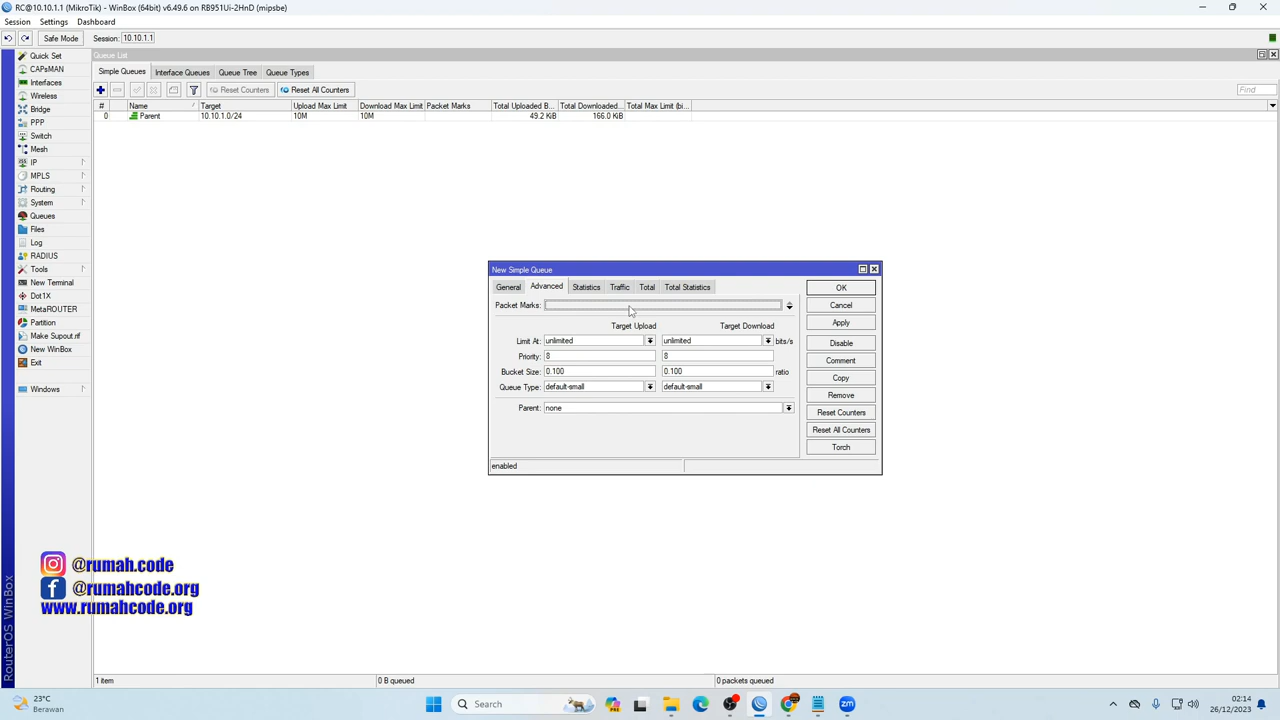 RC@10.10.1.1 (MikroTik) - WinBox (64bit) v6.49.6 on RB951Ui-2HnD (mipsbe)
Session Settings Dashboard
Safe Mode Session: 10.10.1.1
Quick Set
CAPsMAN
Interfaces
Wireless
Bridge
PPP
Switch
Mesh
IP
MPLS
Routing
System
Queues
Files
Log
RADIUS
Tools
New Terminal
Dot1X
MetaROUTER
Partition
Make Supout.rif
New WinBox
Exit
Windows
RouterOS WinBox
Queue List
Simple Queues Interface Queues Queue Tree Queue Types
Reset Counters Reset All Counters Find
# Name Target Upload Max Limit Download Max Limit Packet Marks Total Uploaded B... Total Downloaded... Total Max Limit (bi...
0 Parent 10.10.1.0/24 10M 10M 49.2 KiB 166.0 KiB
New Simple Queue
General Advanced Statistics Traffic Total Total Statistics
Packet Marks:
Target Upload Target Download
Limit At: unlimited unlimited bits/s
Priority: 8 8
Bucket Size: 0.100 0.100 ratio
Queue Type: default-small default-small
Parent: none
enabled
OK
Cancel
Apply
Disable
Comment
Copy
Remove
Reset Counters
Reset All Counters
Torch
@rumah.code
@rumahcode.org
www.rumahcode.org
1 item 0 B queued 0 packets queued
23°C
Berawan
Search
02:14
26/12/2023